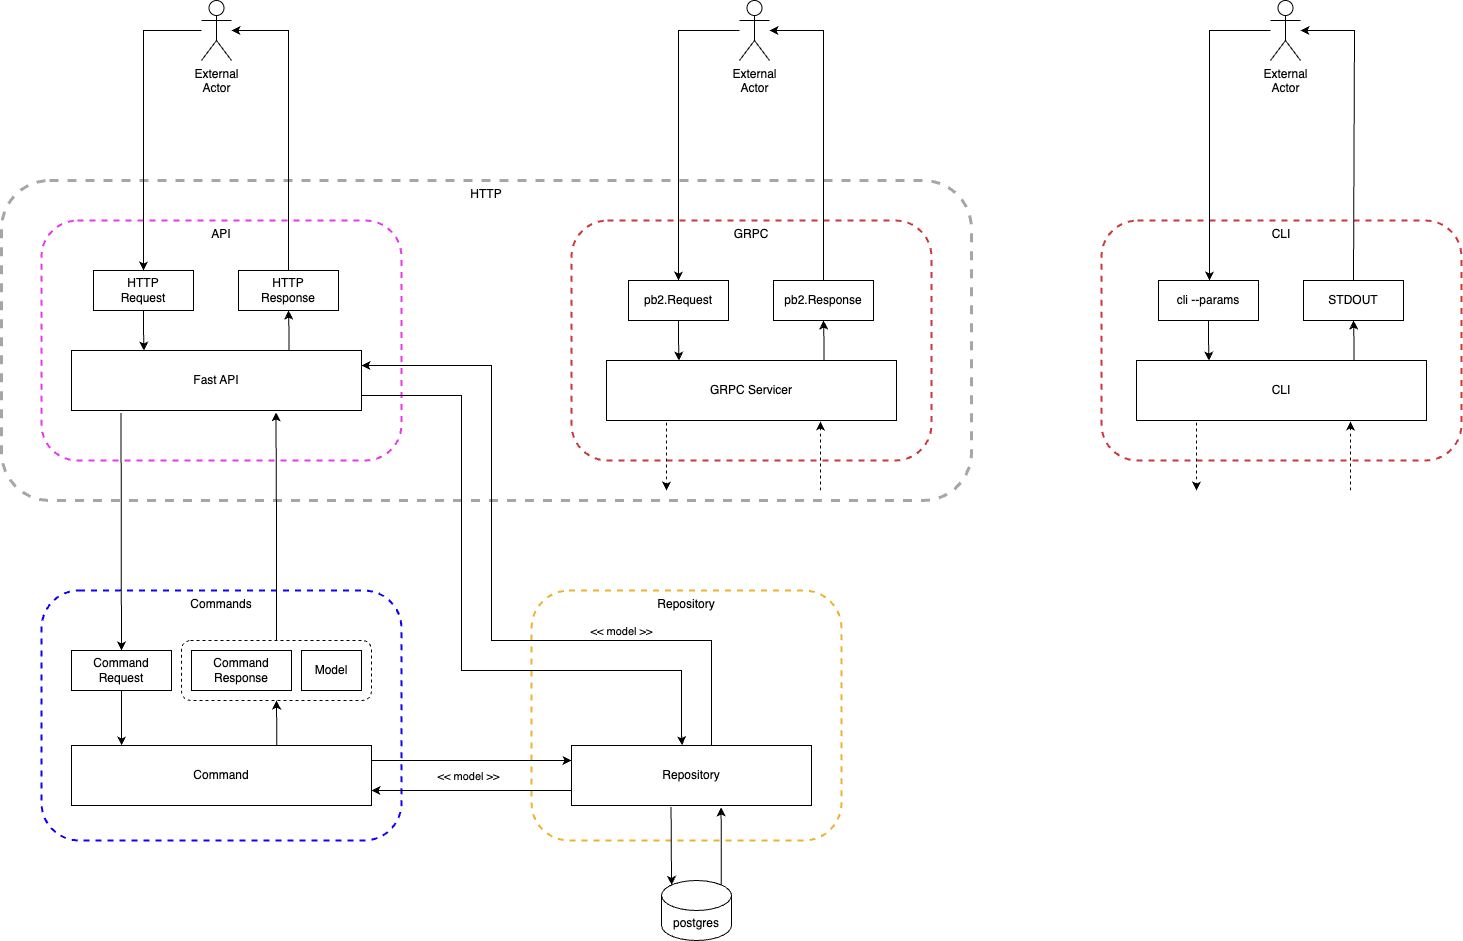 External
Actor
External
Actor
External
Actor
HTTP
API
GRPC
CLI
HTTP
Request
HTTP
Response
pb2.Request
pb2.Response
cli --params
STDOUT
Fast API
GRPC Servicer
CLI
Commands
Repository
<< model >>
Command
Request
Command
Response
Model
Command
<< model >>
Repository
postgres